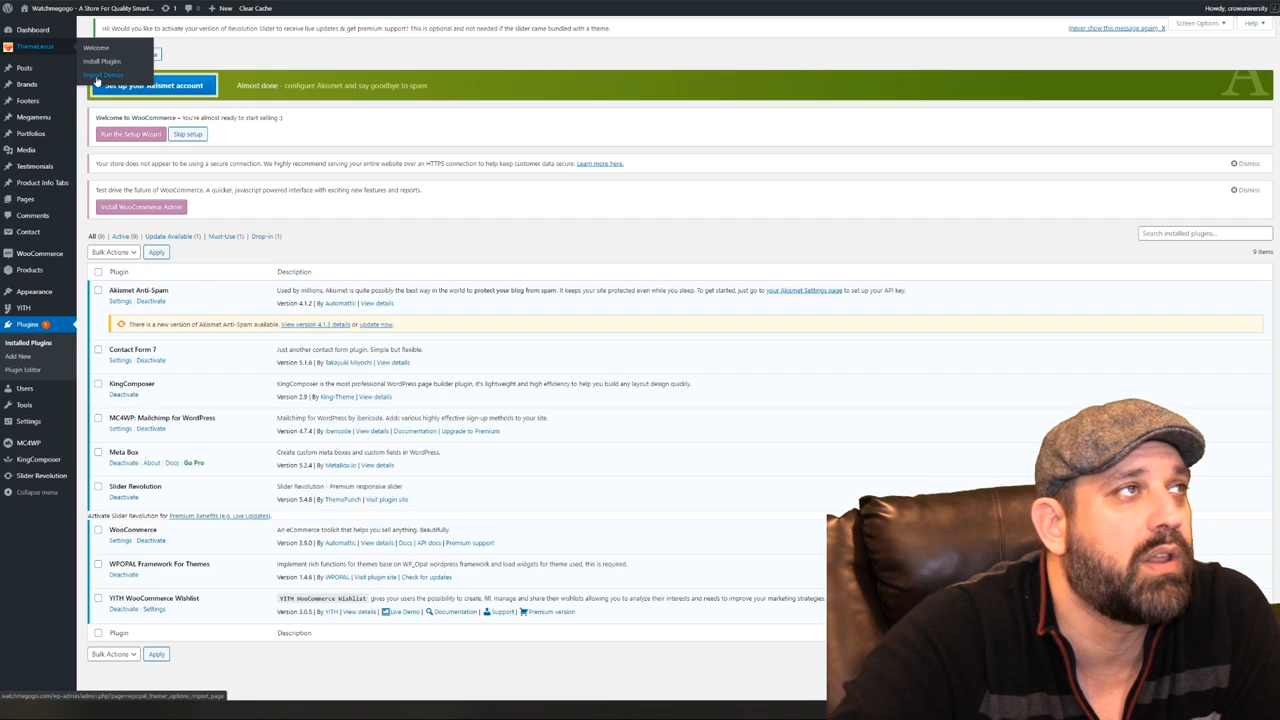 Watchmegogo - A Store For Quality Smart... 1 0 New Clear Cache Howdy, crowuniversity
Dashboard
ThemeLexus
Posts
Brands
Footers
Megamenu
Portfolios
Media
Testimonials
Product Info Tabs
Pages
Comments
Contact
WooCommerce
Products
Appearance
YITH
Plugins 1
Installed Plugins
Add New
Plugin Editor
Users
Tools
Settings
MC4WP
KingComposer
Slider Revolution
Collapse menu
Welcome
Install Plugins
Import Demos
Screen Options Help
Hi! Would you like to activate your version of Revolution Slider to receive live updates & get premium support? This is optional and not needed if the slider came bundled with a theme. (never show this message again) X
Set up your Akismet account Almost done - configure Akismet and say goodbye to spam
Welcome to WooCommerce – You're almost ready to start selling :)
Run the Setup Wizard Skip setup
Your store does not appear to be using a secure connection. We highly recommend serving your entire website over an HTTPS connection to help keep customer data secure. Learn more here. Dismiss
Test drive the future of WooCommerce. A quicker, javascript powered interface with exciting new features and reports. Dismiss
Install WooCommerce Admin
All (9) | Active (9) | Update Available (1) | Must-Use (1) | Drop-in (1)
Search installed plugins...
Bulk Actions Apply 9 items
Plugin Description
Akismet Anti-Spam Used by millions, Akismet is quite possibly the best way in the world to protect your blog from spam. It keeps your site protected even while you sleep. To get started, just go to your Akismet Settings page to set up your API key.
Settings | Deactivate Version 4.1.2 | By Automattic | View details
There is a new version of Akismet Anti-Spam available. View version 4.1.3 details or update now.
Contact Form 7 Just another contact form plugin. Simple but flexible.
Settings | Deactivate Version 5.1.6 | By Takayuki Miyoshi | View details
KingComposer KingComposer is the most professional WordPress page builder plugin, it's lightweight and high efficiency to help you build any layout design quickly.
Deactivate Version 2.9 | By King-Theme | View details
MC4WP: Mailchimp for WordPress Mailchimp for WordPress by ibericode. Adds various highly effective sign-up methods to your site.
Settings | Deactivate Version 4.7.4 | By ibericode | View details | Documentation | Upgrade to Premium
Meta Box Create custom meta boxes and custom fields in WordPress.
Deactivate | About | Docs | Go Pro Version 5.2.4 | By MetaBox.io | View details
Slider Revolution Slider Revolution - Premium responsive slider
Deactivate Version 5.4.8 | By ThemePunch | Visit plugin site
Activate Slider Revolution for Premium Benefits (e.g. Live Updates).
WooCommerce An eCommerce toolkit that helps you sell anything. Beautifully.
Settings | Deactivate Version 3.9.0 | By Automattic | View details | Docs | API docs | Premium support
WPOPAL Framework For Themes Implement rich functions for themes base on WP_Opal wordpress framework and load widgets for theme used, this is required.
Deactivate Version 1.4.6 | By WPOPAL | Visit plugin site | Check for updates
YITH WooCommerce Wishlist YITH WooCommerce Wishlist gives your users the possibility to create, fill, manage and share their wishlists allowing you to analyze their interests and needs to improve your marketing strategies.
Deactivate | Settings Version 3.0.5 | By YITH | View details | Live Demo | Documentation | Support | Premium version
Plugin Description
Bulk Actions Apply
watchmegogo.com/wp-admin/admin.php?page=wpopal_themer_options_import_page